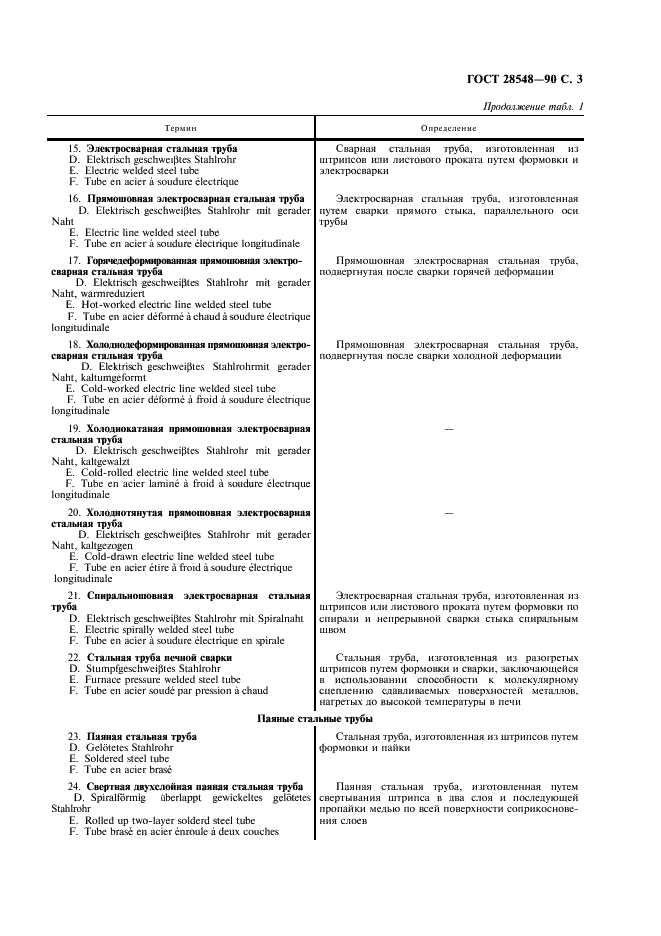 ГОСТ 28548—90 С. 3
Продолжение табл. 1
Термин
Определение
15. Электросварная стальная труба
D. Elektrisch geschweiβtes Stahlrohr
E. Electric welded steel tube
F. Tube en acier à soudure électrique
Сварная стальная труба, изготовленная из
штрипсов или листового проката путем формовки и
электросварки
16. Прямошовная электросварная стальная труба
D. Elektrisch geschweiβtes Stahlrohr mit gerader
Naht
E. Electric line welded steel tube
F. Tube en acier à soudure électrique longitudinale
Электросварная стальная труба, изготовленная
путем сварки прямого стыка, параллельного оси
трубы
17. Горячедеформированная прямошовная электро-
сварная стальная труба
D. Elektrisch geschweiβtes Stahlrohr mit gerader
Naht, warmreduziert
E. Hot-worked electric line welded steel tube
F. Tube en acier déformé à chaud à soudure électrique
longitudinale
Прямошовная электросварная стальная труба,
подвергнутая после сварки горячей деформации
18. Холоднодеформированная прямошовная электро-
сварная стальная труба
D. Elektrisch geschweiβtes Stahlrohrmit gerader
Naht, kaltumgeformt
E. Cold-worked electric line welded steel tube
F. Tube en acier déformé à froid à soudure électrique
longitudinale
Прямошовная электросварная стальная труба,
подвергнутая после сварки холодной деформации
19. Холоднокатаная прямошовная электросварная
стальная труба
D. Elektrisch geschweiβtes Stahlrohr mit gerader
Naht, kaltgewalzt
E. Cold-rolled electric line welded steel tube
F. Tube en acier laminé à froid à soudure électrique
longitudinale
—
20. Холоднотянутая прямошовная электросварная
стальная труба
D. Elektrisch geschweiβtes Stahlrohr mit gerader
Naht, kaltgezogen
E. Cold-drawn electric line welded steel tube
F. Tube en acier étire à froid à soudure électrique
longitudinale
—
21. Спиральношовная электросварная стальная
труба
D. Elektrisch geschweiβtes Stahlrohr mit Spiralnaht
E. Electric spirally welded steel tube
F. Tube en acier à soudure électrique en spirale
Электросварная стальная труба, изготовленная из
штрипсов или листового проката путем формовки по
спирали и непрерывной сварки стыка спиральным
швом
22. Стальная труба печной сварки
D. Stumpfgeschweiβtes Stahlrohr
E. Furnace pressure welded steel tube
F. Tube en acier soudé par pression à chaud
Стальная труба, изготовленная из разогретых
штрипсов путем формовки и сварки, заключающейся
в использовании способности к молекулярному
сцеплению сдавливаемых поверхностей металлов,
нагретых до высокой температуры в печи
Паяные стальные трубы
23. Паяная стальная труба
D. Gelötetes Stahlrohr
E. Soldered steel tube
F. Tube en acier brasé
Стальная труба, изготовленная из штрипсов путем
формовки и пайки
24. Свертная двухслойная паяная стальная труба
D. Spiralförmig überlappt gewickeltes gelötetes
Stahlrohr
E. Rolled up two-layer solderd steel tube
F. Tube brasé en acier énroule à deux couches
Паяная стальная труба, изготовленная путем
свертывания штрипса в два слоя и последующей
пропайки медью по всей поверхности соприкоснове-
ния слоев